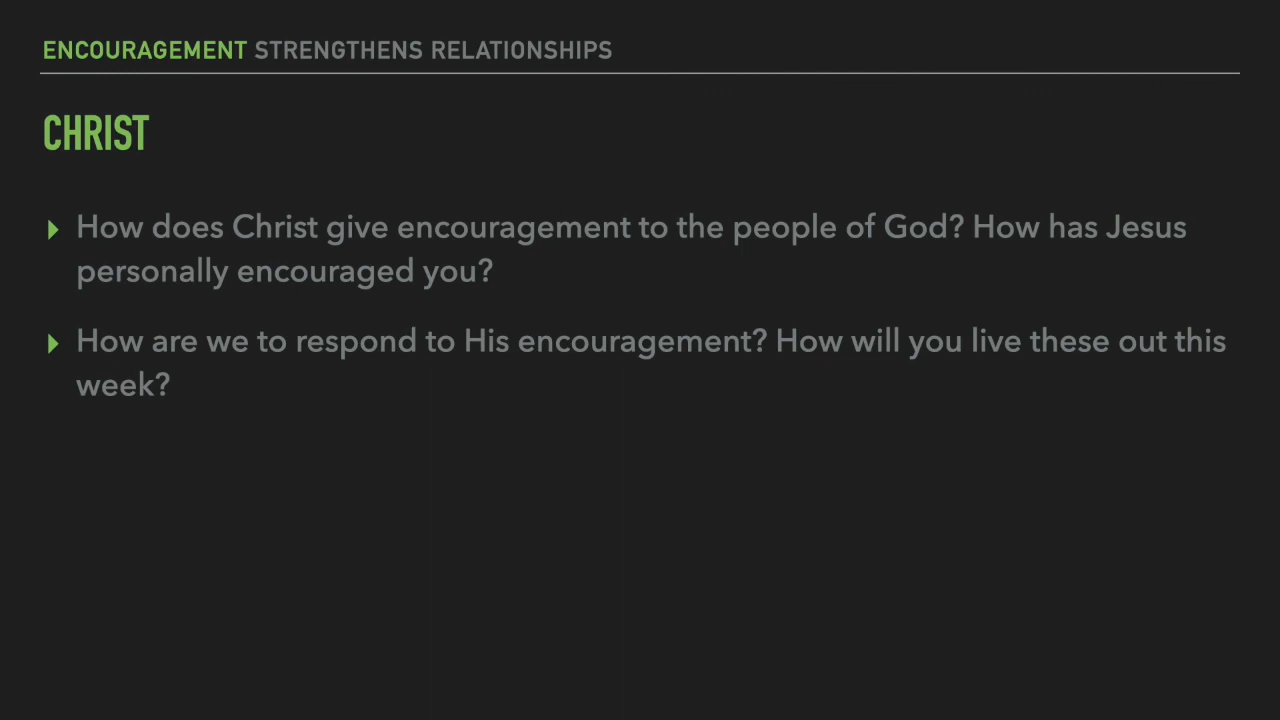 ENCOURAGEMENT STRENGTHENS RELATIONSHIPS
CHRIST
How does Christ give encouragement to the people of God? How has Jesus
personally encouraged you?
How are we to respond to His encouragement? How will you live these out this
week?